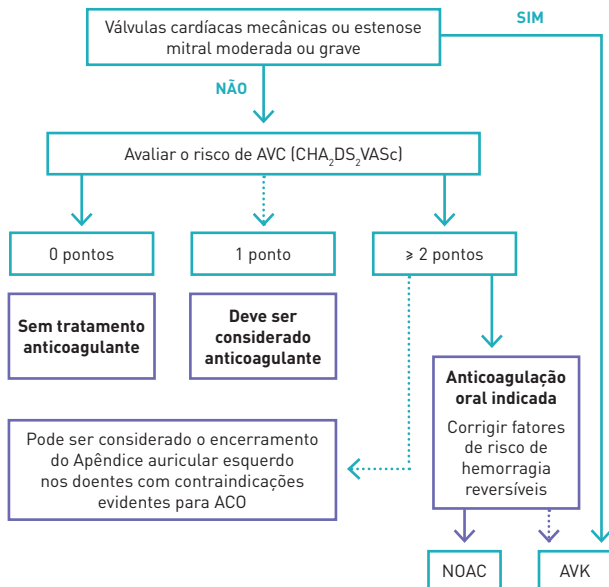 Válvulas cardíacas mecânicas ou estenose
mitral moderada ou grave
SIM
NÃO
Avaliar o risco de AVC (CHA₂DS₂VASc)
0 pontos
1 ponto
≥ 2 pontos
Sem tratamento
anticoagulante
Deve ser
considerado
anticoagulante
Anticoagulação
oral indicada
Corrigir fatores
de risco de
hemorragia
reversíveis
Pode ser considerado o encerramento
do Apêndice auricular esquerdo
nos doentes com contraindicações
evidentes para ACO
NOAC
AVK